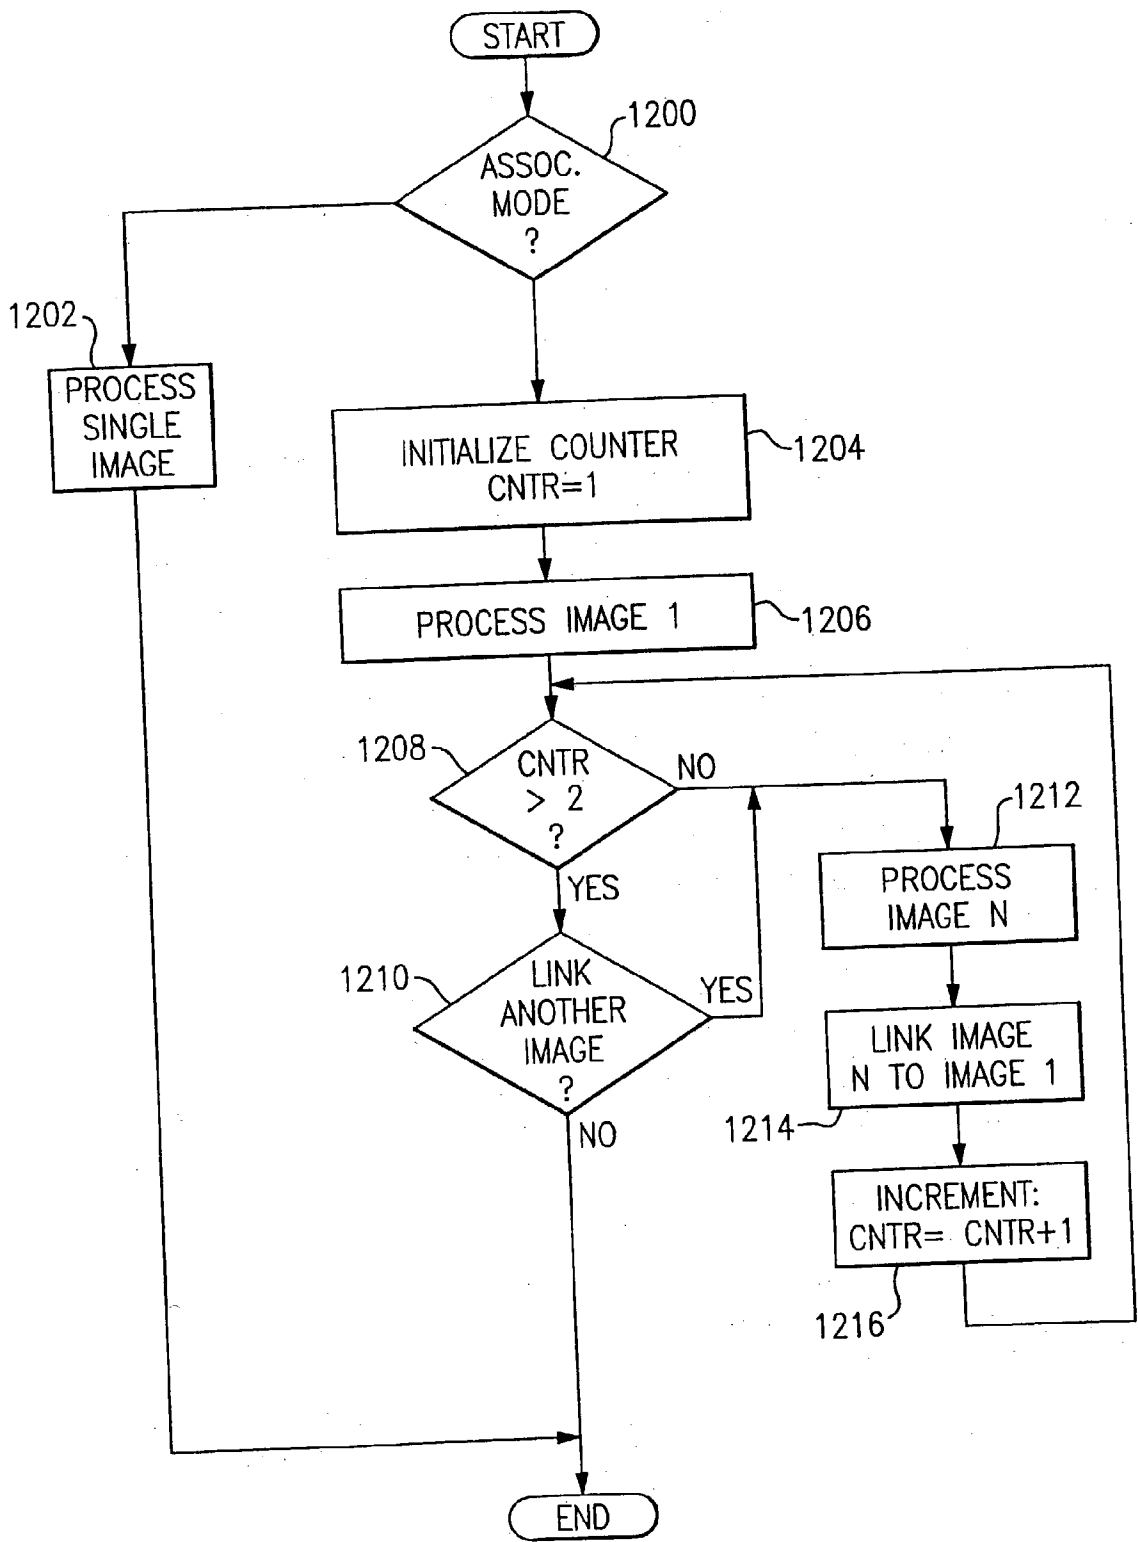 START
1200
ASSOC.
MODE
?
1202
PROCESS
SINGLE
IMAGE
INITIALIZE COUNTER
CNTR=1
1204
PROCESS IMAGE 1
1206
1208
CNTR
> 2
?
NO
YES
1212
PROCESS
IMAGE N
1210
LINK
ANOTHER
IMAGE
?
YES
NO
LINK IMAGE
N TO IMAGE 1
1214
INCREMENT:
CNTR= CNTR+1
1216
END